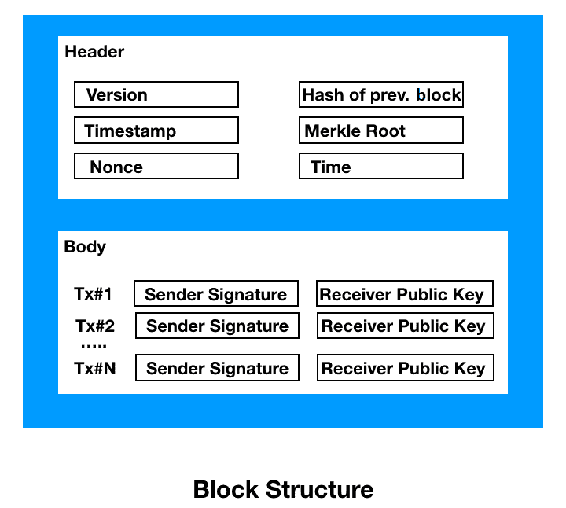 Header
Version
Hash of prev. block
Timestamp
Merkle Root
Nonce
Time
Body
Tx#1 Sender Signature Receiver Public Key
Tx#2 Sender Signature Receiver Public Key
.....
Tx#N Sender Signature Receiver Public Key
Block Structure